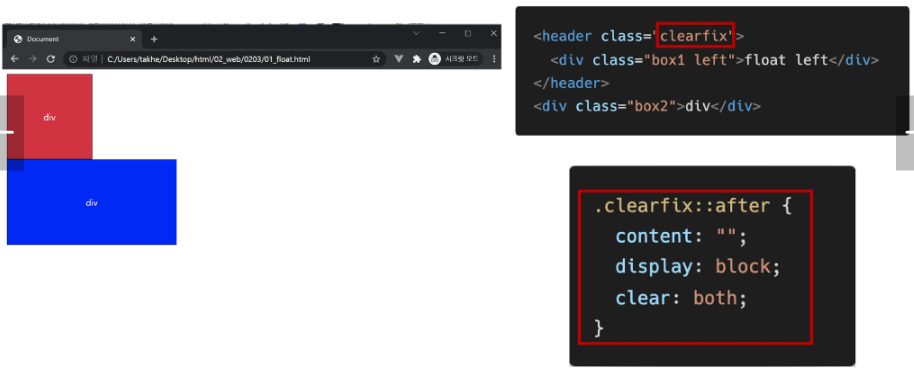 Document
파일 | C:/Users/takhe/Desktop/html/02_web/0203/01_float.html
시크릿 모드
div
div
<header class="clearfix">
<div class="box1 left">float left</div>
</header>
<div class="box2">div</div>
.clearfix::after {
content: "";
display: block;
clear: both;
}